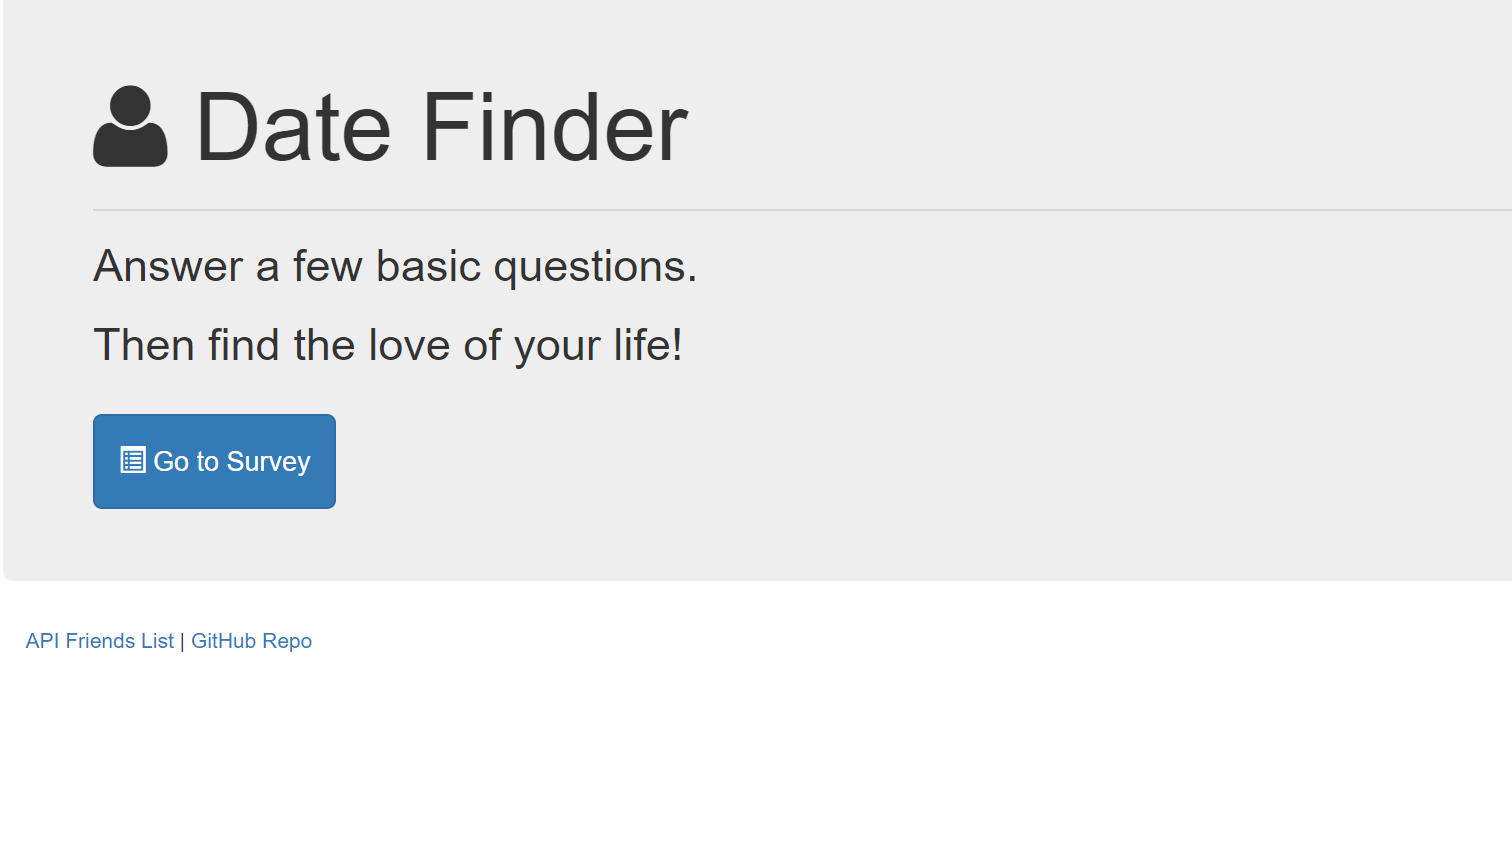 Date Finder
Answer a few basic questions.
Then find the love of your life!
Go to Survey
API Friends List | GitHub Repo